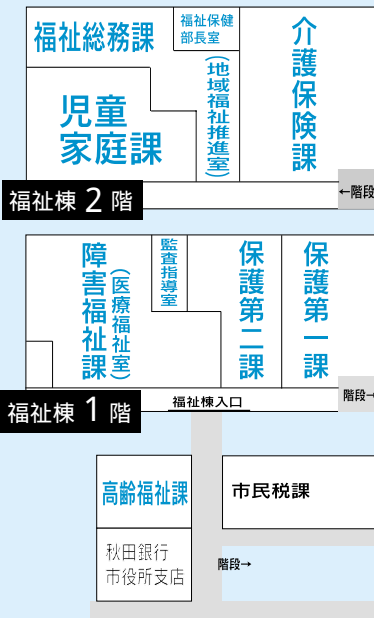 福祉総務課
福祉保健
部長室
(地域福祉推進室)
介護保険課
児童
家庭課
←階段
福祉棟 2 階
障害福祉課
(医療福祉室)
監査指導室
保護第二課
保護第一課
階段→
福祉棟入口
福祉棟 1 階
高齢福祉課
市民税課
秋田銀行
市役所支店
階段→